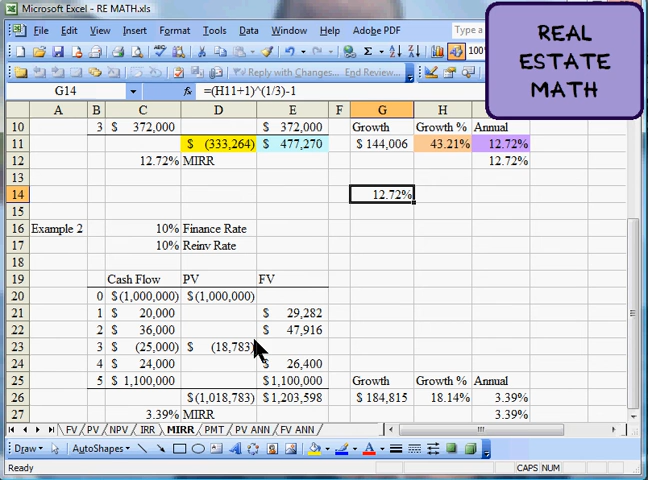 Microsoft Excel - RE MATH.xls
REAL
ESTATE
MATH
File Edit View Insert Format Tools Data Window Help Adobe PDF
Σ 100%
Reply with Changes... End Review...
G14 fx =(H11+1)^(1/3)-1
A B C D E F G H I
10 3 $ 372,000 $ 372,000 Growth Growth % Annual
11 $ (333,264) $ 477,270 $ 144,006 43.21% 12.72%
12 12.72% MIRR 12.72%
13
14 12.72%
15
16 Example 2 10% Finance Rate
17 10% Reinv Rate
18
19 Cash Flow PV FV
20 0 $(1,000,000) $(1,000,000)
21 1 $ 20,000 $ 29,282
22 2 $ 36,000 $ 47,916
23 3 $ (25,000) $ (18,783)
24 4 $ 24,000 $ 26,400
25 5 $ 1,100,000 $1,100,000 Growth Growth % Annual
26 $(1,018,783) $1,203,598 $ 184,815 18.14% 3.39%
27 3.39% MIRR 3.39%
FV / PV / NPV / IRR / MIRR / PMT / PV ANN / FV ANN /
Draw AutoShapes
Ready CAPS NUM